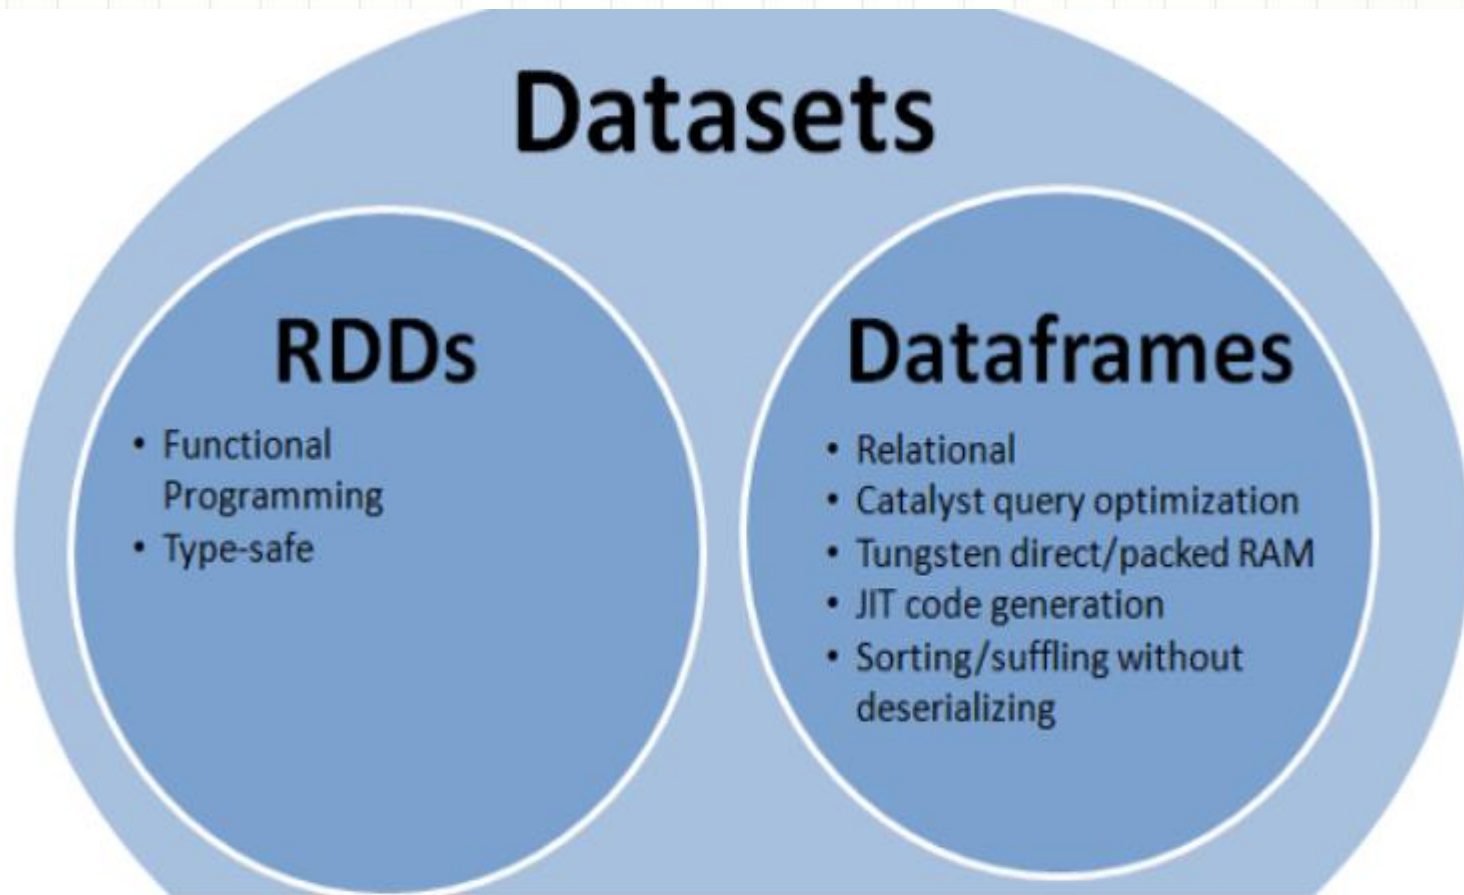 Datasets
RDDs
• Functional
Programming
• Type-safe
Dataframes
• Relational
• Catalyst query optimization
• Tungsten direct/packed RAM
• JIT code generation
• Sorting/suffling without
deserializing